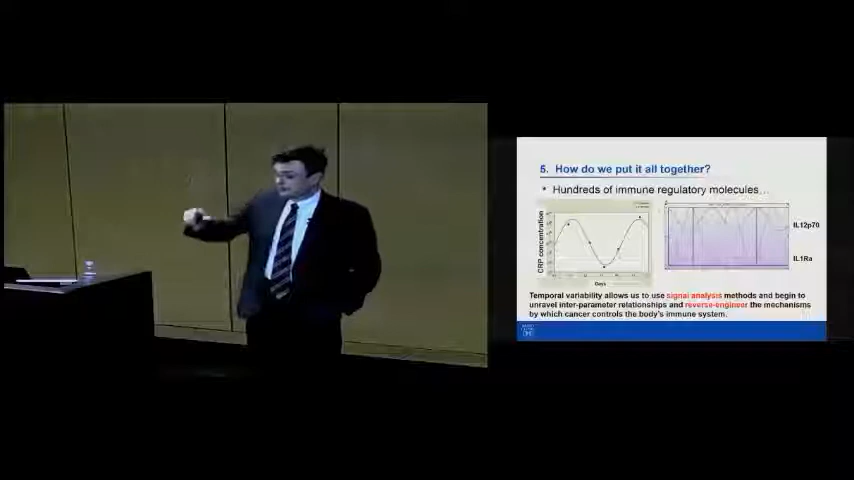 5. How do we put it all together?
• Hundreds of immune regulatory molecules…
CRP concentration
Days
IL12p70
IL1Ra
Temporal variability allows us to use signal analysis methods and begin to
unravel inter-parameter relationships and reverse-engineer the mechanisms
by which cancer controls the body's immune system.